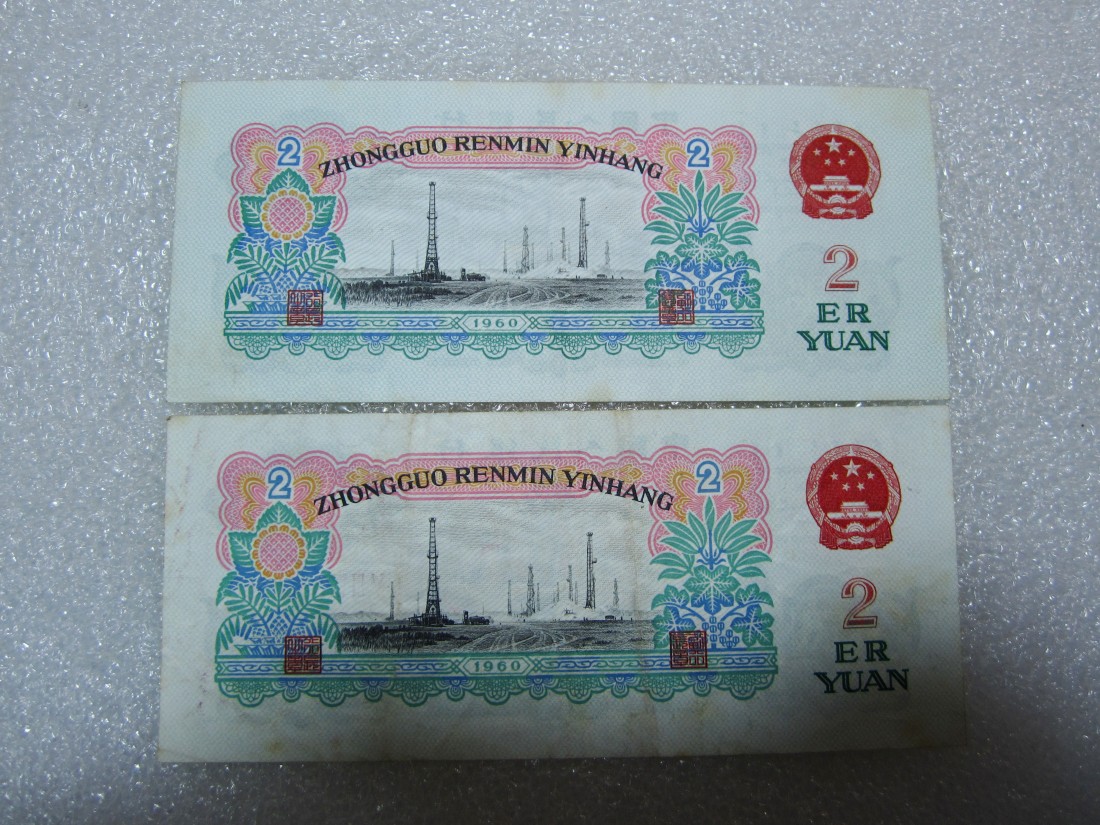 2 2
ZHONGGUO RENMIN YINHANG
2
ER
YUAN
1960
2 2
ZHONGGUO RENMIN YINHANG
2
ER
YUAN
1960